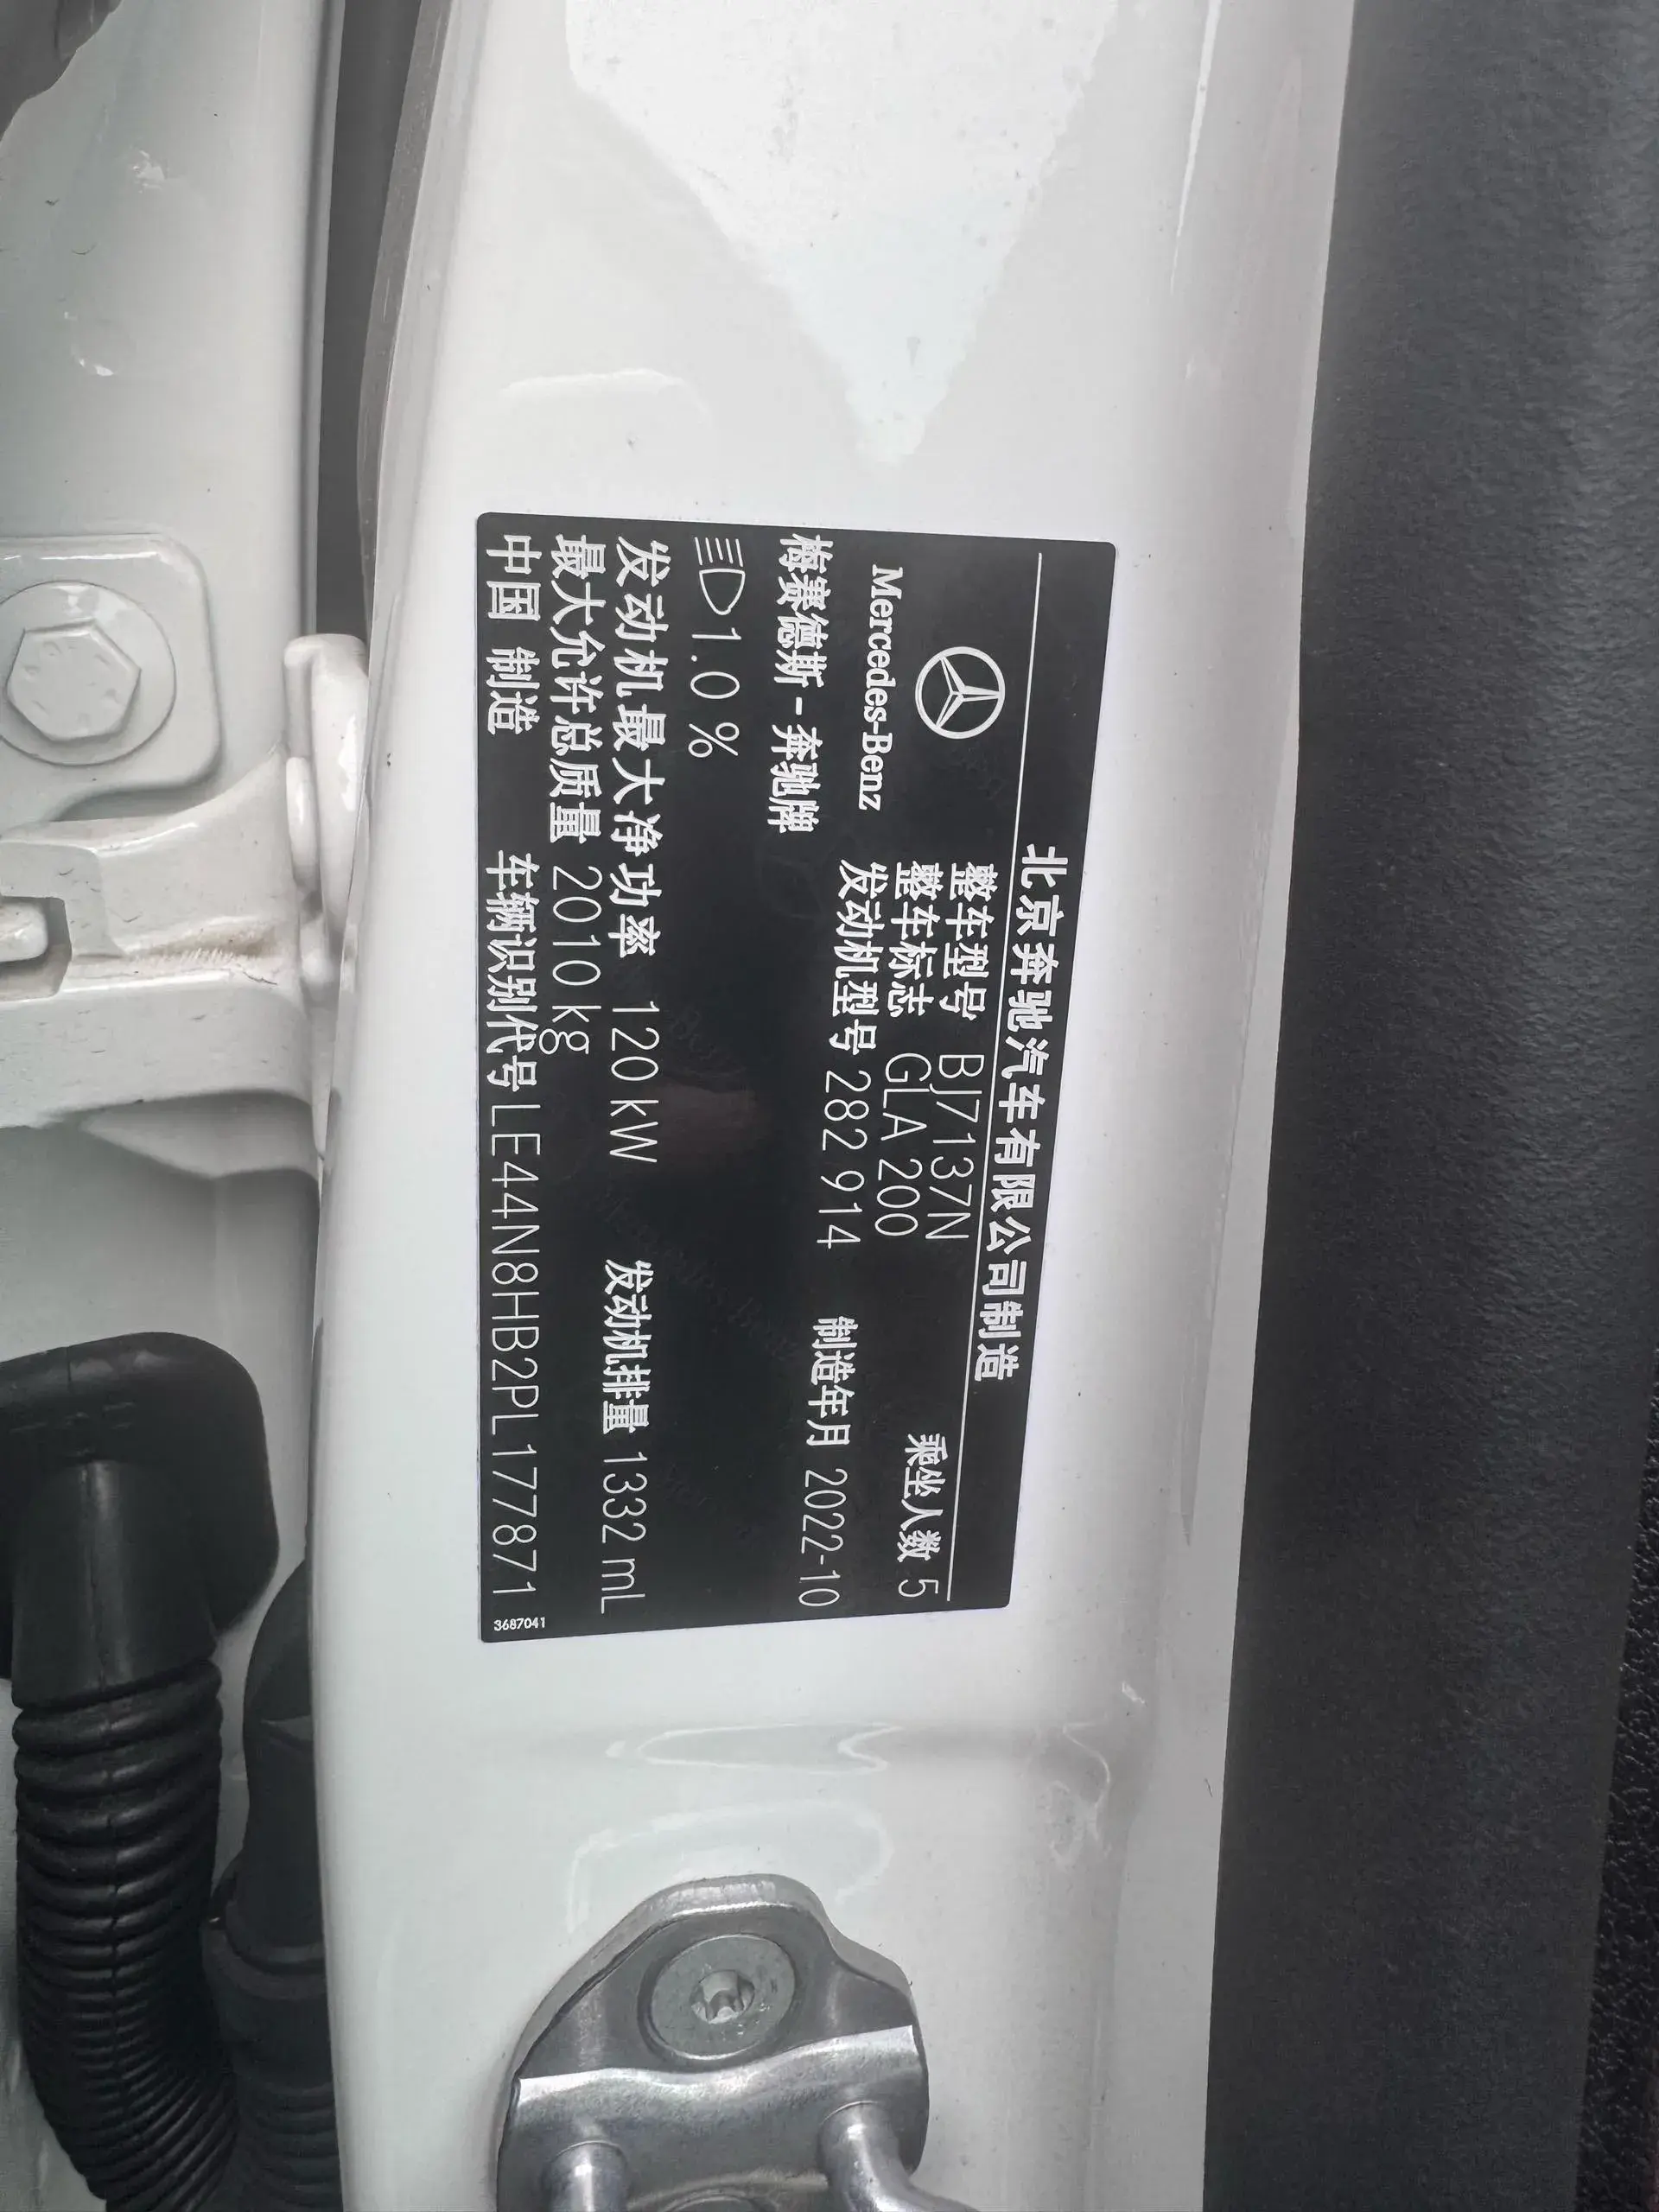 北京奔驰汽车有限公司制造
Mercedes-Benz
整车型号 BJ7137N
整车标志 GLA 200
乘坐人数 5
发动机型号 282 914
制造年月 2022-10
梅赛德斯-奔驰牌
1.0 %
发动机最大净功率 120 kW
发动机排量 1332 mL
最大允许总质量 2010 kg
中国 制造
车辆识别代号 LE44N8HB2PL177871
3687041